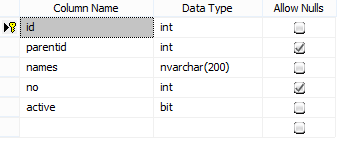 Column Name Data Type Allow Nulls
id int
parentid int
names nvarchar(200)
no int
active bit